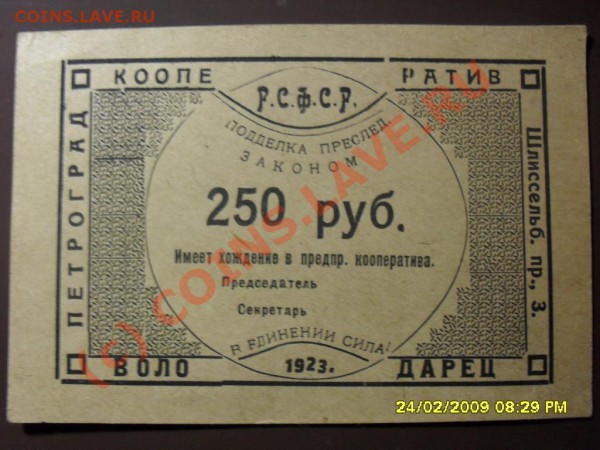 COINS.LAVE.RU
КООПЕ РАТИВ
Р.С.Ф.С.Р.
ПОДДЕЛКА ПРЕСЛЕД.
ЗАКОНОМ
ПЕТРОГРАД
Шлиссельб. пр., 3.
250 руб.
Имеет хождение в предпр. кооператива.
Председатель
Секретарь
В ЕДИНЕНИИ СИЛА!
ВОЛО 1923. ДАРЕЦ
(c) COINS.LAVE.RU
24/02/2009 08:29 PM